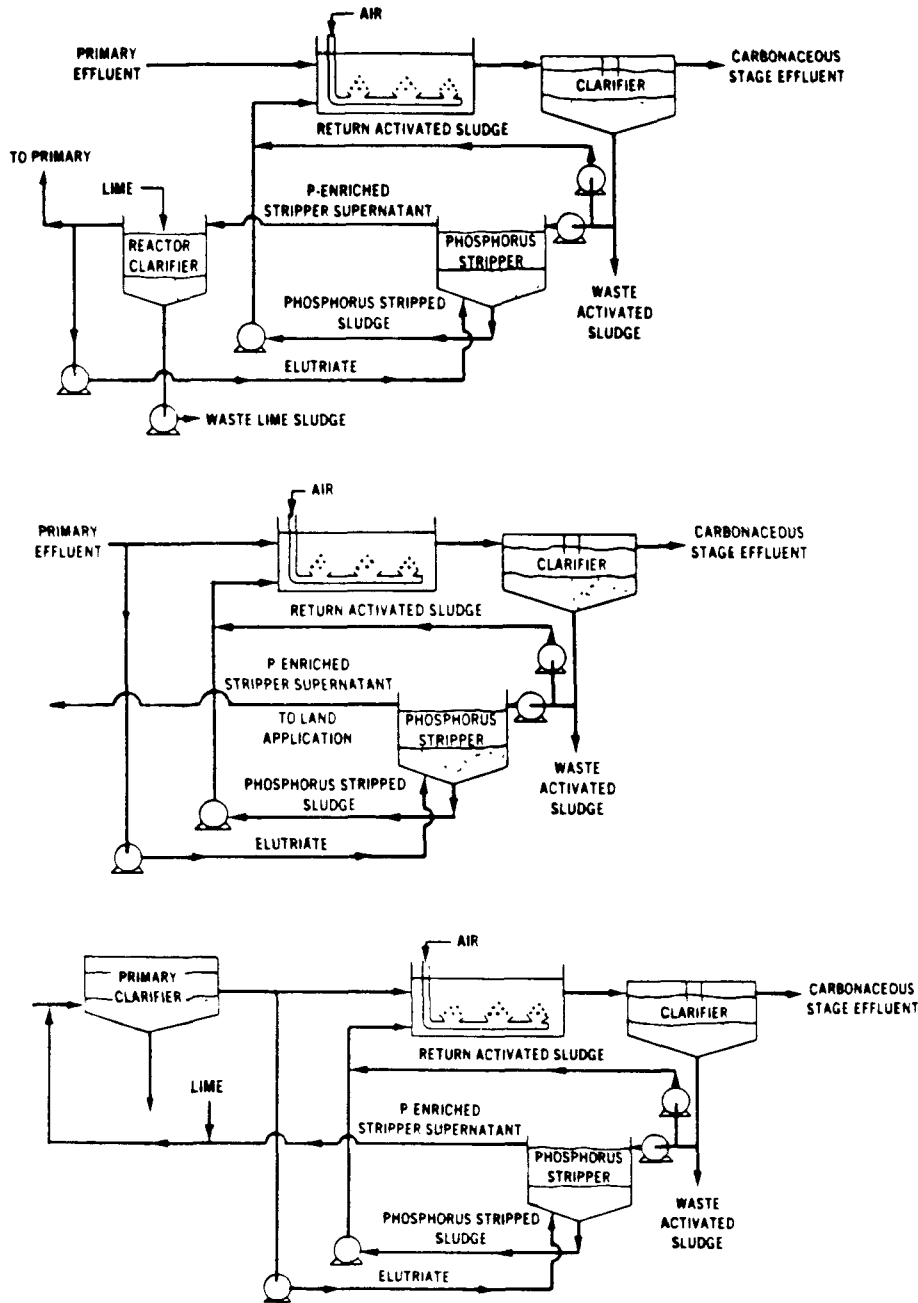 AIR
PRIMARY
EFFLUENT
CARBONACEOUS
STAGE EFFLUENT
CLARIFIER
RETURN ACTIVATED SLUDGE
TO PRIMARY
LIME
P-ENRICHED
STRIPPER SUPERNATANT
REACTOR
CLARIFIER
PHOSPHORUS
STRIPPER
WASTE
ACTIVATED
SLUDGE
PHOSPHORUS STRIPPED
SLUDGE
ELUTRIATE
WASTE LIME SLUDGE
AIR
PRIMARY
EFFLUENT
CARBONACEOUS
STAGE EFFLUENT
CLARIFIER
RETURN ACTIVATED SLUDGE
P ENRICHED
STRIPPER SUPERNATANT
TO LAND
APPLICATION
PHOSPHORUS
STRIPPER
WASTE
ACTIVATED
SLUDGE
PHOSPHORUS STRIPPED
SLUDGE
ELUTRIATE
AIR
PRIMARY
CLARIFIER
CARBONACEOUS
STAGE EFFLUENT
CLARIFIER
RETURN ACTIVATED SLUDGE
LIME
P ENRICHED
STRIPPER SUPERNATANT
PHOSPHORUS
STRIPPER
WASTE
ACTIVATED
SLUDGE
PHOSPHORUS STRIPPED
SLUDGE
ELUTRIATE